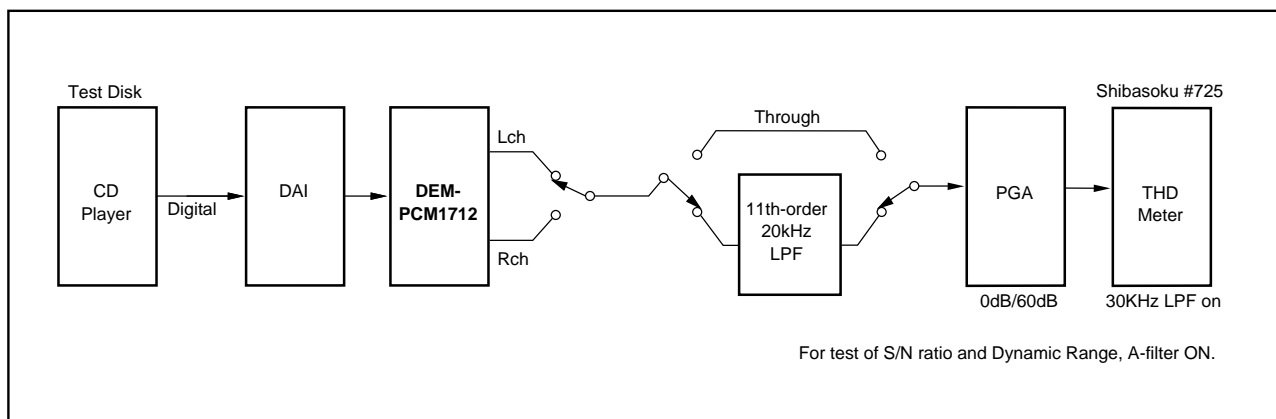 Test Disk
CD
Player
Digital
DAI
DEM-
PCM1712
Lch
Rch
Through
11th-order
20kHz
LPF
PGA
0dB/60dB
Shibasoku #725
THD
Meter
30KHz LPF on
For test of S/N ratio and Dynamic Range, A-filter ON.